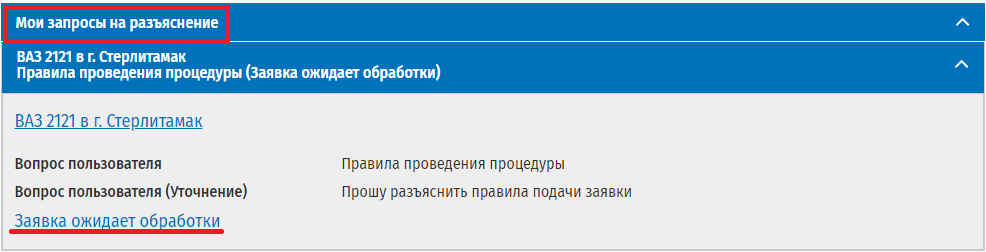 Мои запросы на разъяснение
ВАЗ 2121 в г. Стерлитамак
Правила проведения процедуры (Заявка ожидает обработки)
ВАЗ 2121 в г. Стерлитамак
Вопрос пользователя Правила проведения процедуры
Вопрос пользователя (Уточнение) Прошу разъяснить правила подачи заявки
Заявка ожидает обработки